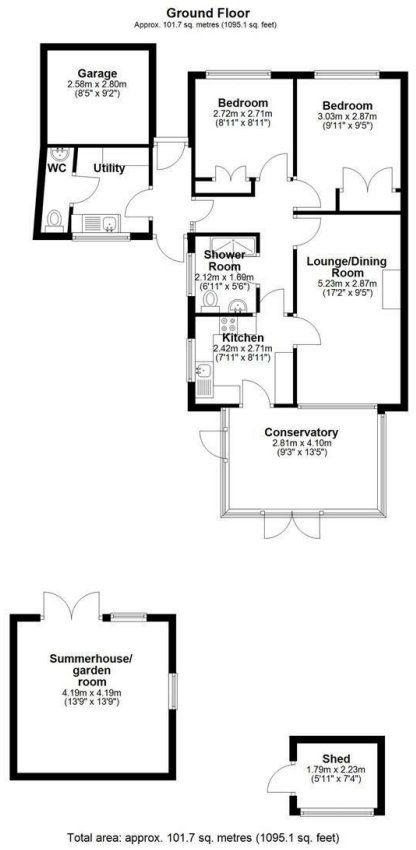 Ground Floor
Approx. 101.7 sq. metres (1095.1 sq. feet)
Garage
2.58m x 2.80m
(8'5" x 9'2")
Bedroom
2.72m x 2.71m
(8'11" x 8'11")
Bedroom
3.03m x 2.87m
(9'11" x 9'5")
WC
Utility
Shower
Room
2.12m x 1.69m
(6'11" x 5'6")
Lounge/Dining
Room
5.23m x 2.87m
(17'2" x 9'5")
Kitchen
2.42m x 2.71m
(7'11" x 8'11")
Conservatory
2.81m x 4.10m
(9'3" x 13'5")
Summerhouse/
garden
room
4.19m x 4.19m
(13'9" x 13'9")
Shed
1.79m x 2.23m
(5'11" x 7'4")
Total area: approx. 101.7 sq. metres (1095.1 sq. feet)